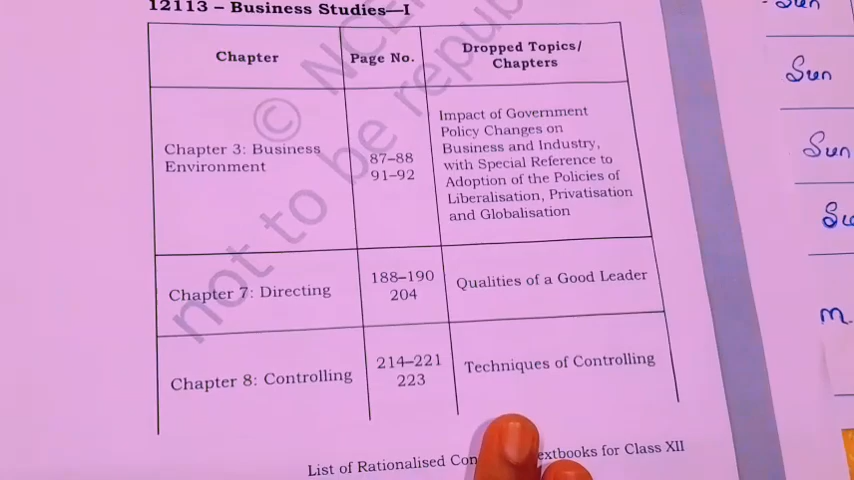 12113 – Business Studies—I
Chapter
Page No.
Dropped Topics/
Chapters
Chapter 3: Business
Environment
87–88
91–92
Impact of Government
Policy Changes on
Business and Industry,
with Special Reference to
Adoption of the Policies of
Liberalisation, Privatisation
and Globalisation
Chapter 7: Directing
188–190
204
Qualities of a Good Leader
Chapter 8: Controlling
214–221
223
Techniques of Controlling
List of Rationalised
for Class XII
© 
not to be
Sun
Sun
Sun